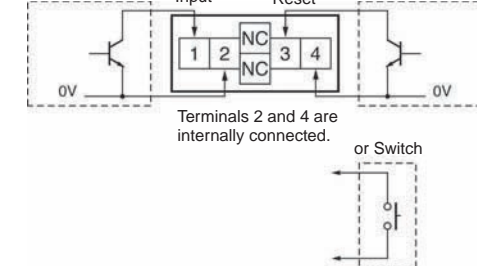 Input Reset
NC
1 2 3 4
NC
0V 0V
Terminals 2 and 4 are
internally connected.
or Switch